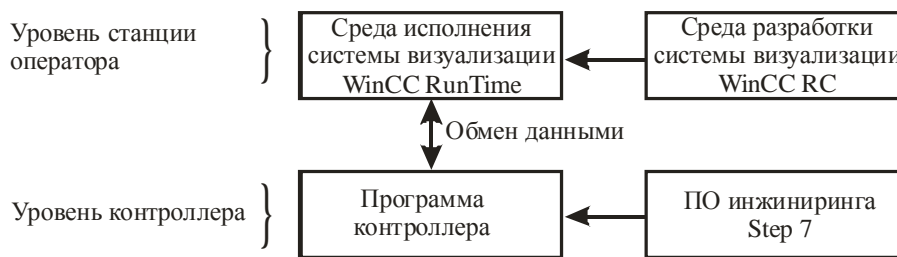 Уровень станции
оператора
Среда исполнения
системы визуализации
WinCC RunTime
Среда разработки
системы визуализации
WinCC RC
Обмен данными
Уровень контроллера
Программа
контроллера
ПО инжиниринга
Step 7